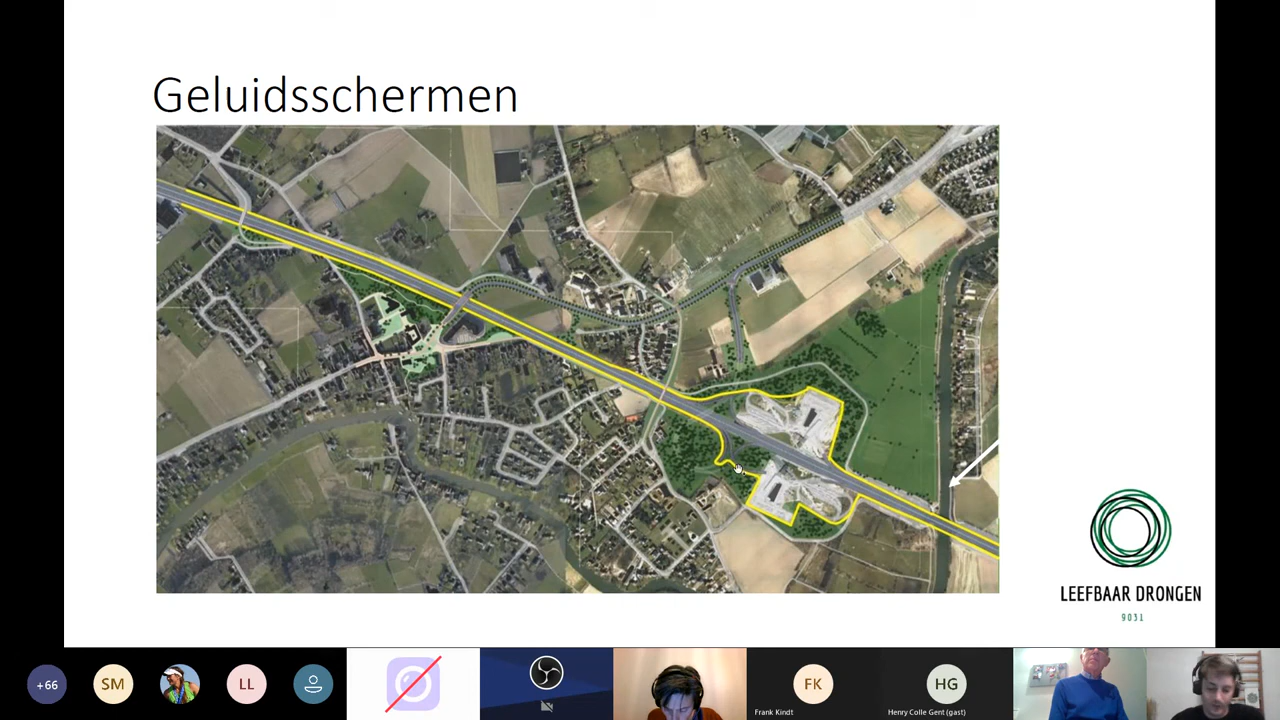 Geluidsschermen
LEEFBAAR DRONGEN
9031
+66
SM
LL
FK
Frank Kindt
HG
Henry Colle Gent (gast)